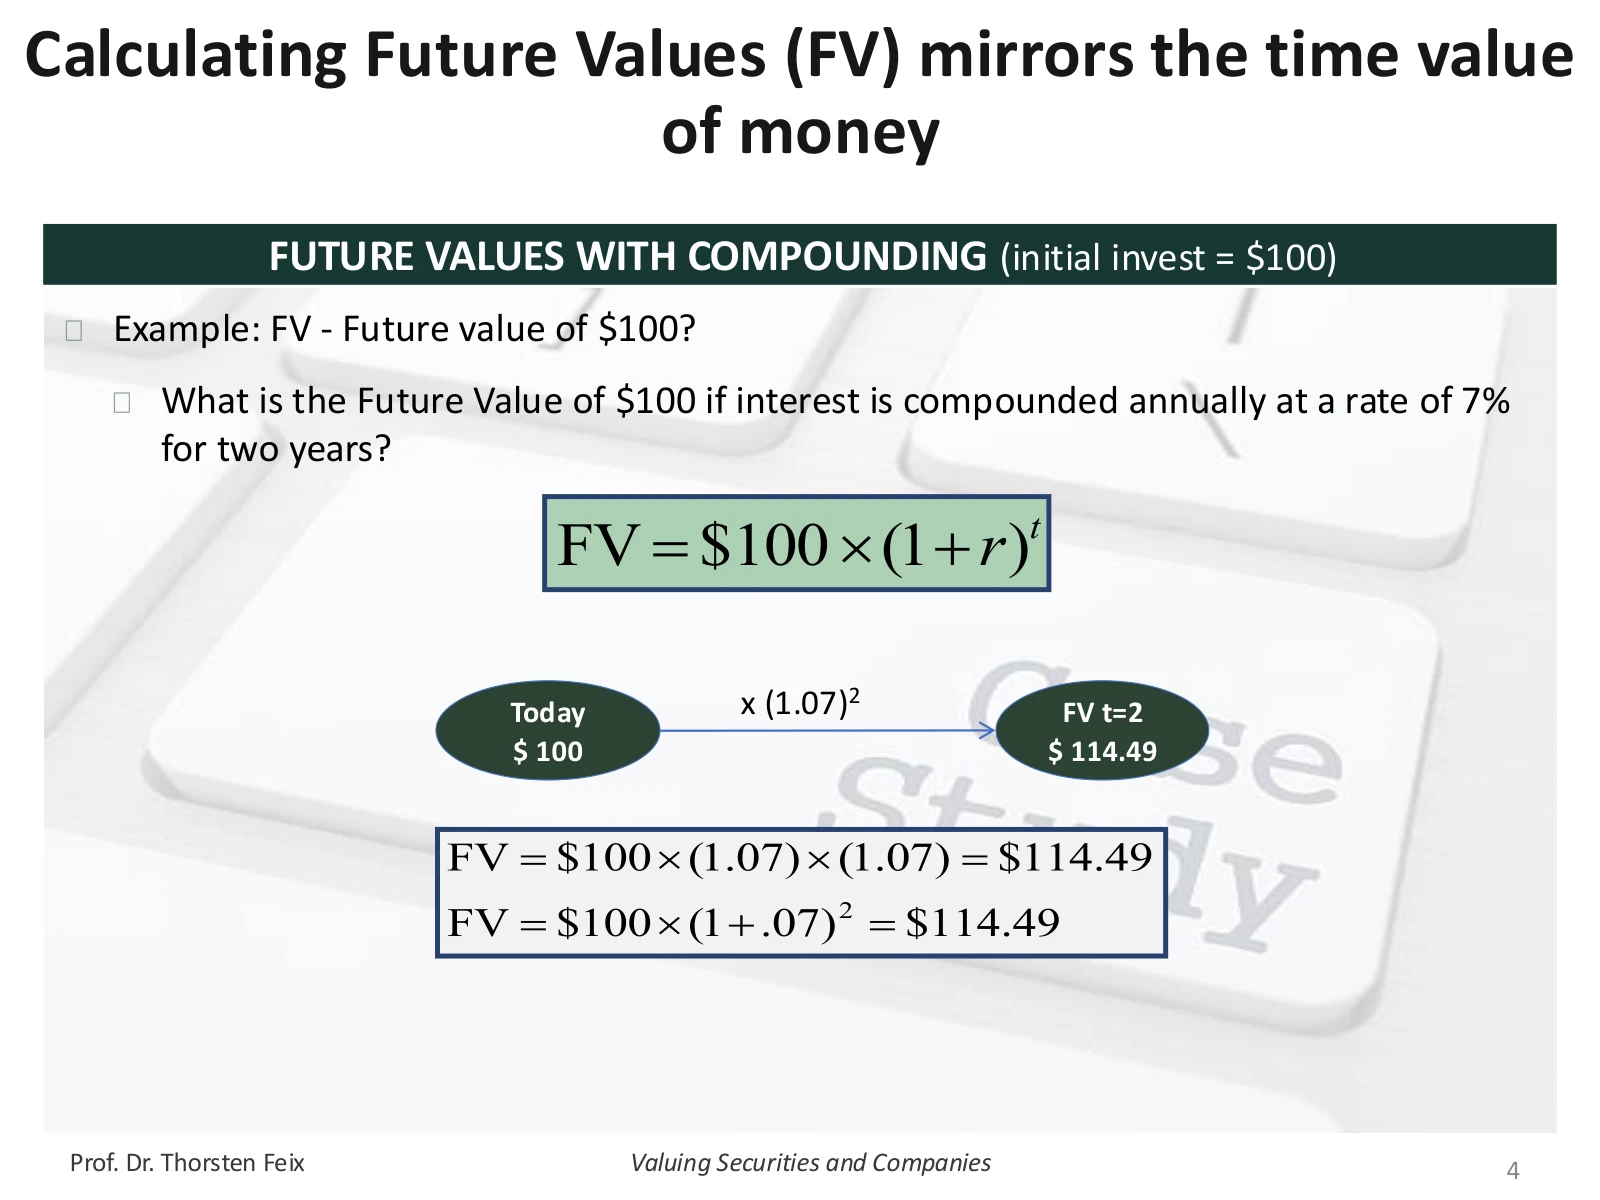 Calculating Future Values (FV) mirrors the time value
of money
FUTURE VALUES WITH COMPOUNDING (initial invest = $100)
Example: FV - Future value of $100?
What is the Future Value of $100 if interest is compounded annually at a rate of 7%
for two years?
FV = $100 × (1 + r)^t
x (1.07)²
Today
$ 100
FV t=2
$ 114.49
Case
Study
FV = $100 × (1.07) × (1.07) = $114.49
FV = $100 × (1 + .07)² = $114.49
Prof. Dr. Thorsten Feix
Valuing Securities and Companies
4